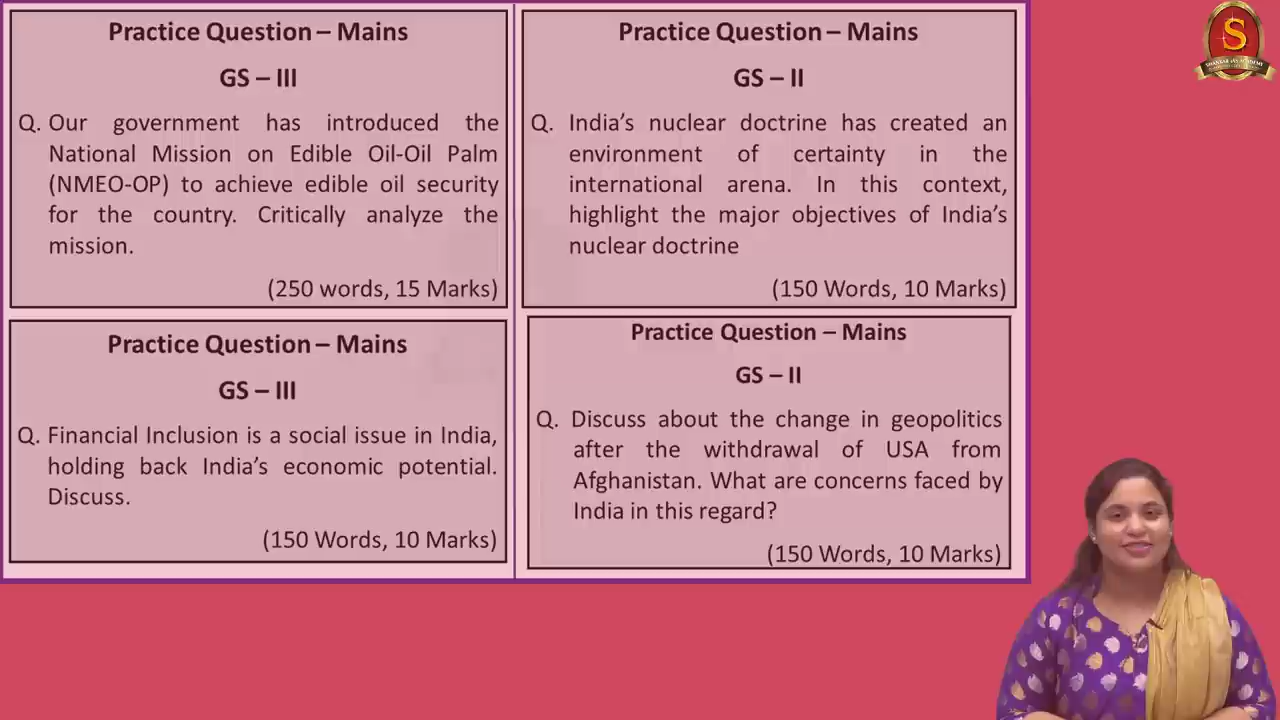 Practice Question – Mains
GS – III
Q. Our government has introduced the
National Mission on Edible Oil-Oil Palm
(NMEO-OP) to achieve edible oil security
for the country. Critically analyze the
mission.
(250 words, 15 Marks)
Practice Question – Mains
GS – II
Q. India's nuclear doctrine has created an
environment of certainty in the
international arena. In this context,
highlight the major objectives of India's
nuclear doctrine
(150 Words, 10 Marks)
Practice Question – Mains
GS – III
Q. Financial Inclusion is a social issue in India,
holding back India's economic potential.
Discuss.
(150 Words, 10 Marks)
Practice Question – Mains
GS – II
Q. Discuss about the change in geopolitics
after the withdrawal of USA from
Afghanistan. What are concerns faced by
India in this regard?
(150 Words, 10 Marks)
S
SHANKAR IAS ACADEMY